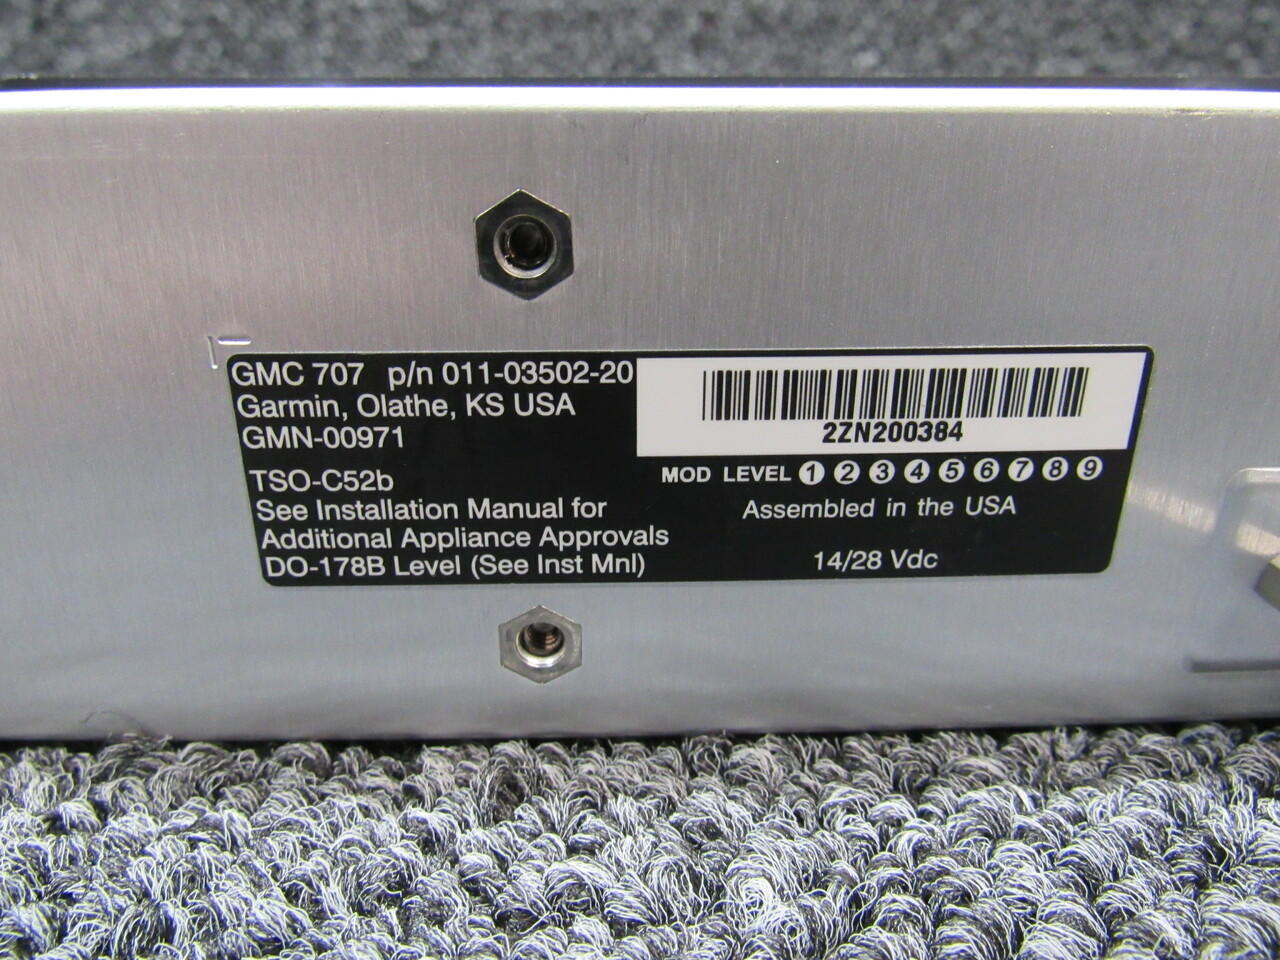 GMC 707 p/n 011-03502-20
Garmin, Olathe, KS USA
GMN-00971
TSO-C52b
See Installation Manual for
Additional Appliance Approvals
DO-178B Level (See Inst Mnl)
2ZN200384
MOD LEVEL 1 2 3 4 5 6 7 8 9
Assembled in the USA
14/28 Vdc